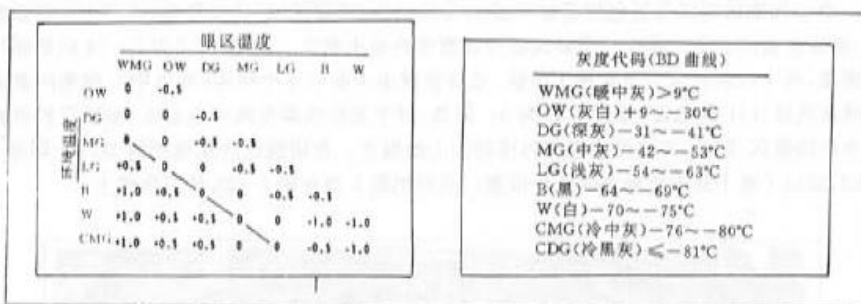 眼区温度
WMG OW DG MG LG B W
OW 0 -0.5
DG 0 0 -0.5
环境温度
MG 0 0 -0.5 -0.5
LG +0.5 0 0 -0.5 -0.5
B +1.0 +0.5 0 0 -0.5 -0.5
W +1.0 +0.5 +0.5 0 0 -1.0 -1.0
CMG +1.0 +0.5 +0.5 0 0 -0.5 -1.0
灰度代码(BD 曲线)
WMG(暖中灰)>9℃
OW(灰白)+9~-30℃
DG(深灰)-31~-41℃
MG(中灰)-42~-53℃
LG(浅灰)-54~-63℃
B(黑)-64~-69℃
W(白)-70~-75℃
CMG(冷中灰)-76~-80℃
CDG(冷黑灰)≤-81℃